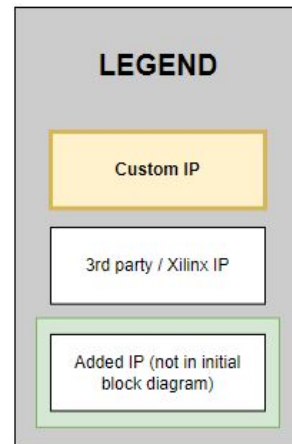 LEGEND
Custom IP
3rd party / Xilinx IP
Added IP (not in initial
block diagram)